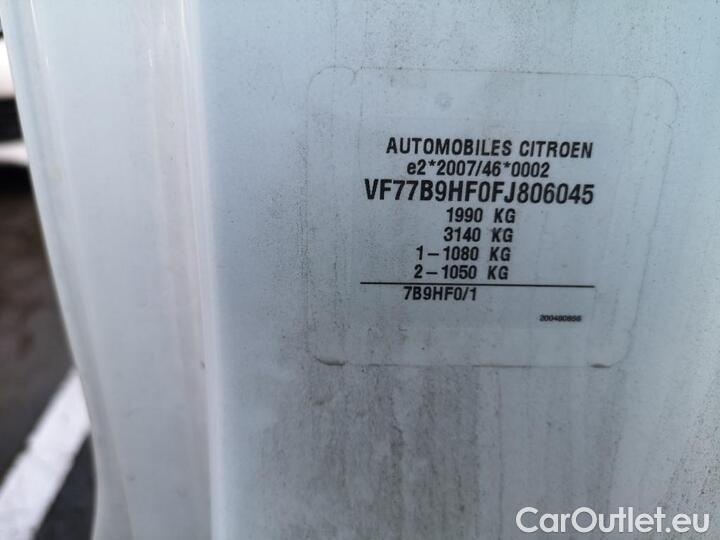 AUTOMOBILES CITROEN
e2*2007/46*0002
VF77B9HF0FJ806045
1990 KG
3140 KG
1-1080 KG
2-1050 KG
7B9HF0/1
CarOutlet.eu